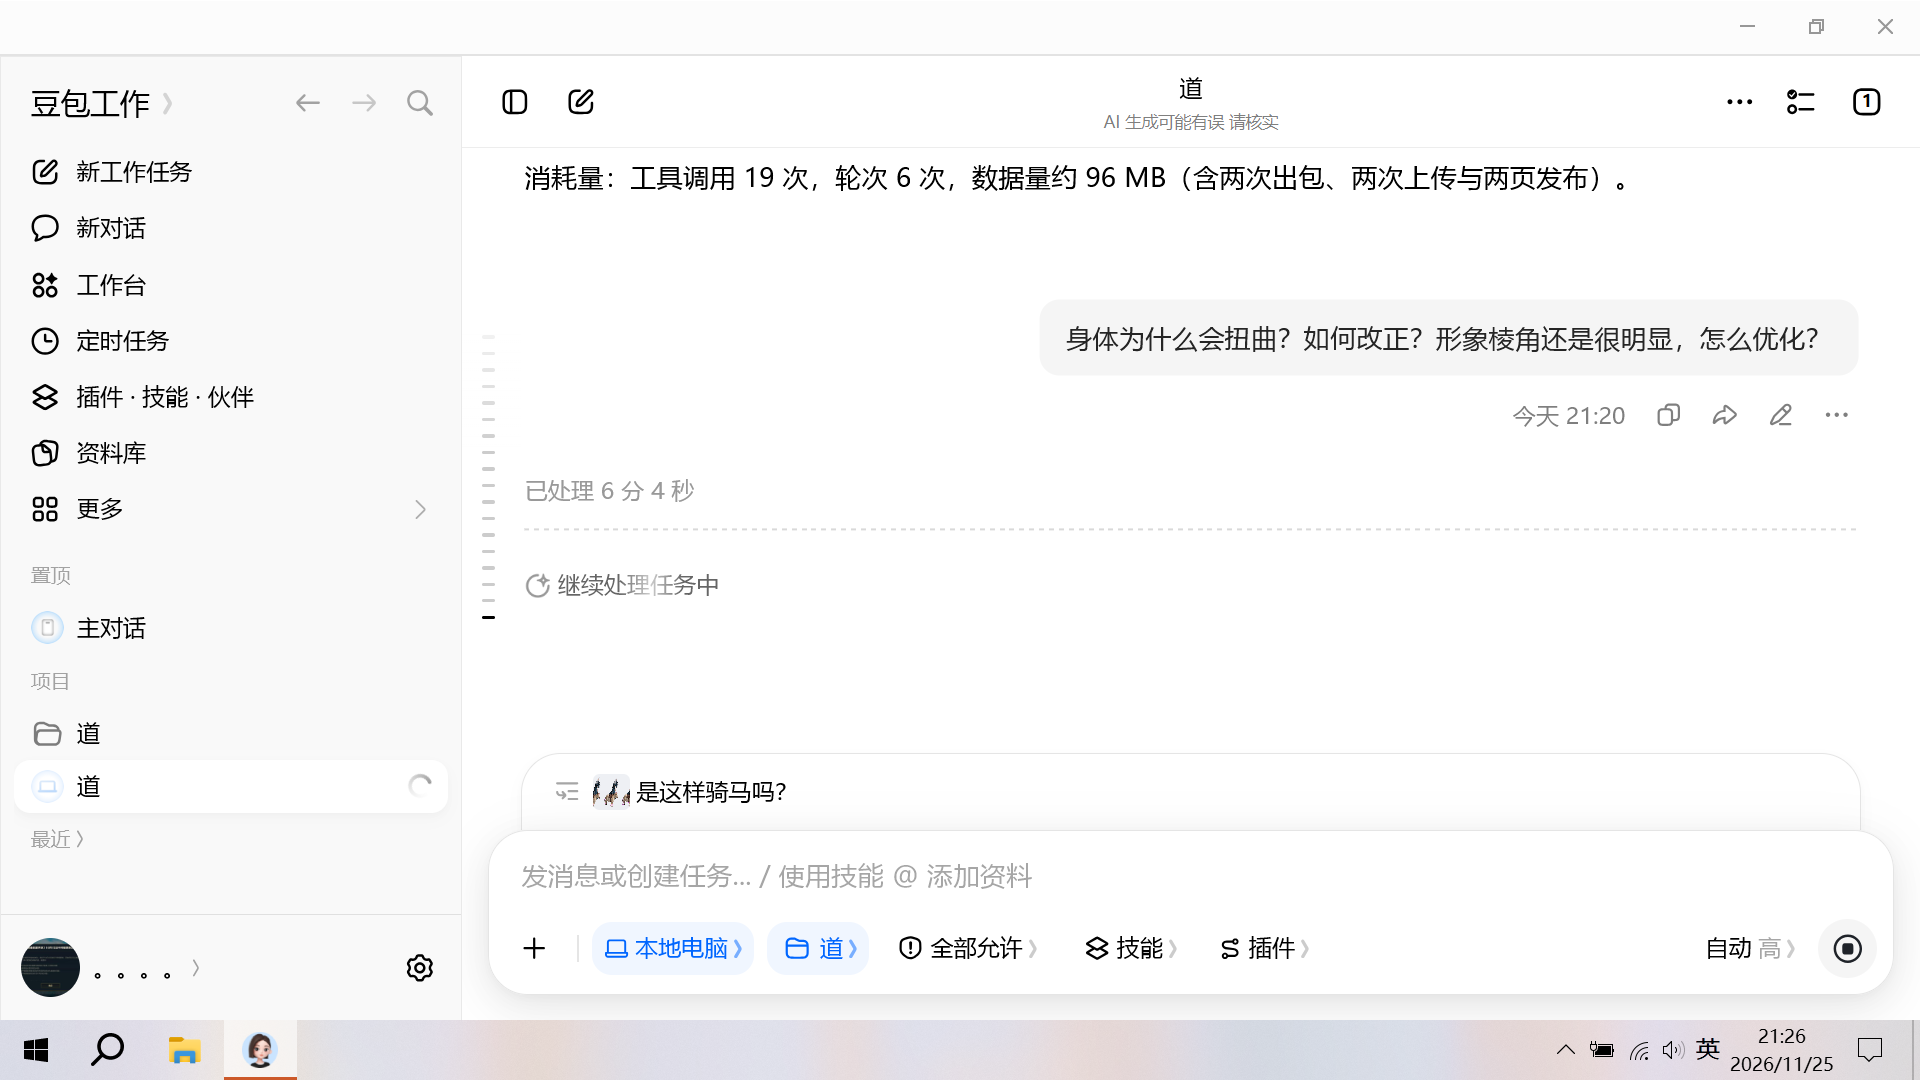 豆包工作
新工作任务
新对话
工作台
定时任务
插件 · 技能 · 伙伴
资料库
更多
置顶
主对话
项目
道
道
最近
。。。。
道
AI 生成可能有误 请核实
1
消耗量：工具调用 19 次，轮次 6 次，数据量约 96 MB（含两次出包、两次上传与两页发布）。
身体为什么会扭曲？如何改正？形象棱角还是很明显，怎么优化？
今天 21:20
已处理 6 分 4 秒
继续处理任务中
是这样骑马吗？
发消息或创建任务... / 使用技能 @ 添加资料
本地电脑
道
全部允许
技能
插件
自动 高
英
21:26
2026/11/25